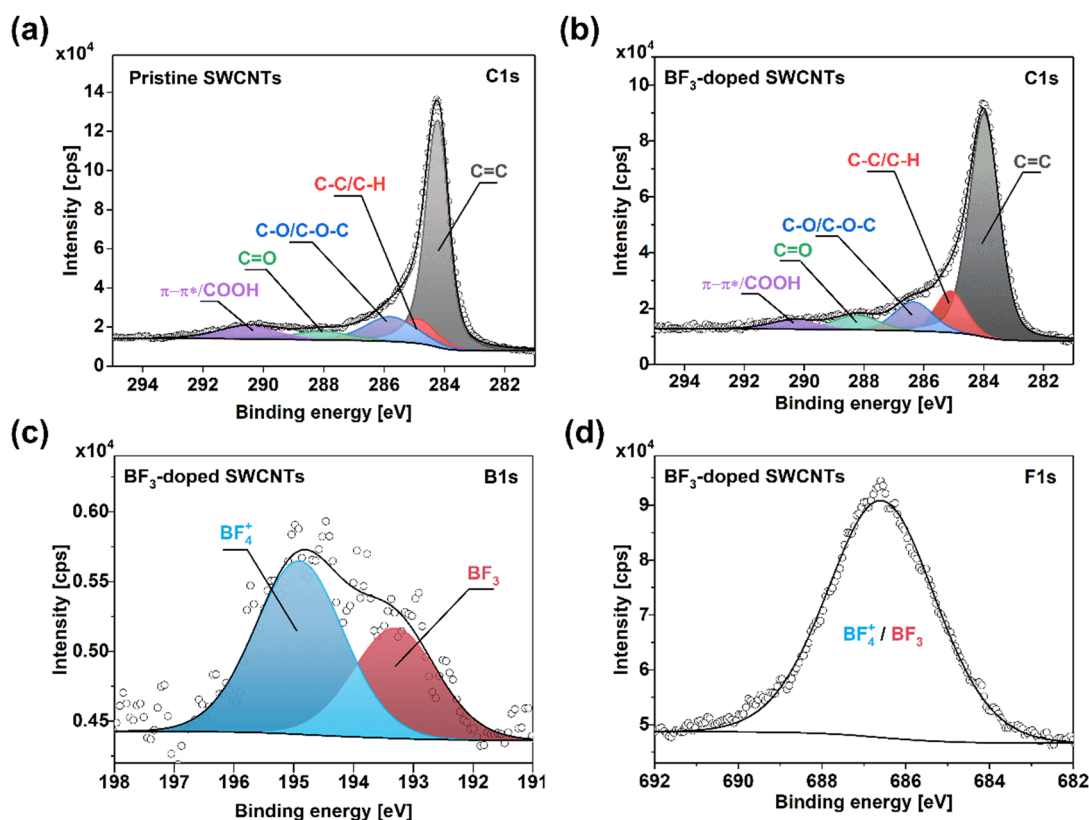 (a)
x10⁴
Pristine SWCNTs
C1s
14
12
10
8
6
4
2
0
Intensity [cps]
C=C
C-C/C-H
C-O/C-O-C
C=O
π–π*/COOH
294 292 290 288 286 284 282
Binding energy [eV]
(b)
x10⁴
BF₃-doped SWCNTs
C1s
10
8
6
4
2
0
Intensity [cps]
C-C/C-H
C=C
C-O/C-O-C
C=O
π–π*/COOH
294 292 290 288 286 284 282
Binding energy [eV]
(c)
x10⁴
BF₃-doped SWCNTs
B1s
0.60
0.55
0.50
0.45
Intensity [cps]
BF₄⁺
BF₃
198 197 196 195 194 193 192 191
Binding energy [eV]
(d)
x10⁴
BF₃-doped SWCNTs
F1s
10
9
8
7
6
5
Intensity [cps]
BF₄⁺ / BF₃
692 690 688 686 684 682
Binding energy [eV]